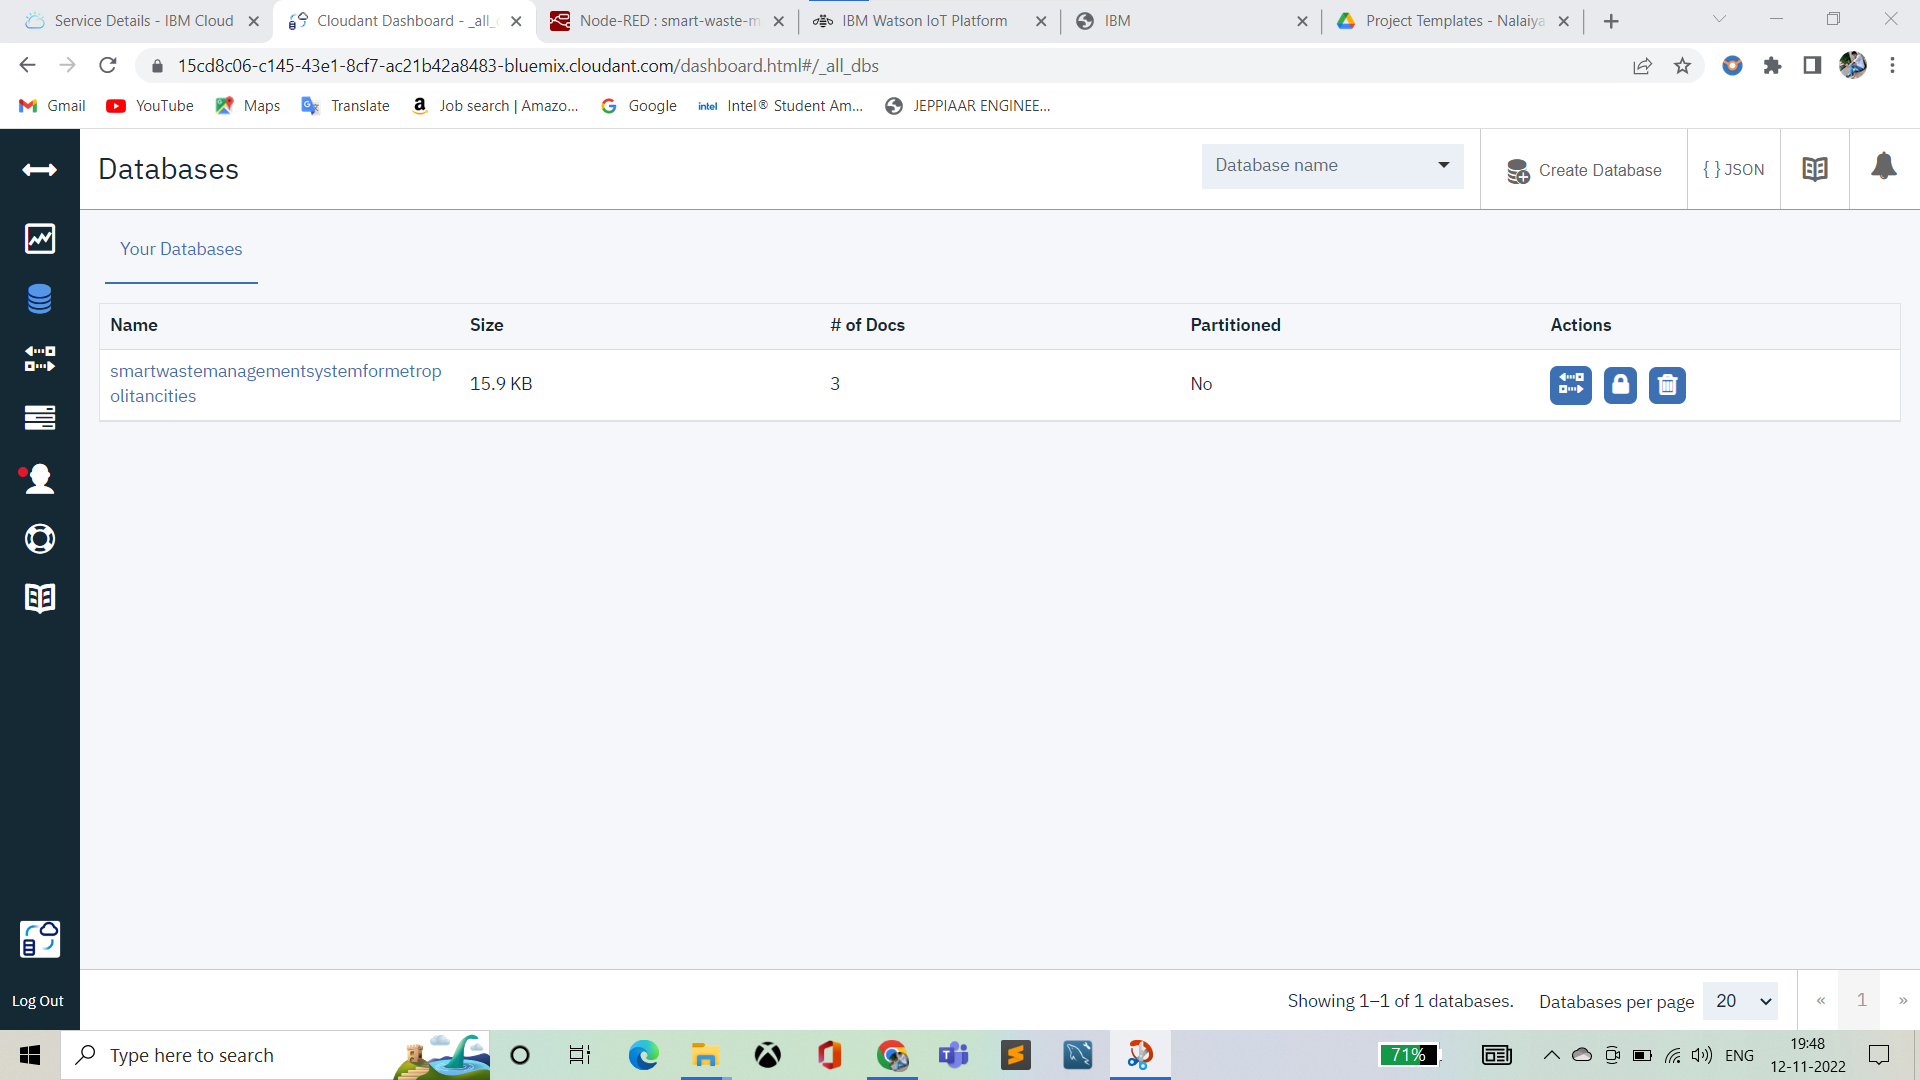 Service Details - IBM Cloud
Cloudant Dashboard - _all_
Node-RED : smart-waste-m
IBM Watson IoT Platform
IBM
Project Templates - Nalaiya
15cd8c06-c145-43e1-8cf7-ac21b42a8483-bluemix.cloudant.com/dashboard.html#/_all_dbs
Gmail
YouTube
Maps
Translate
Job search | Amazo...
Google
intel Intel® Student Am...
JEPPIAAR ENGINEE...
Databases
Database name
Create Database
{ } JSON
Your Databases
Name Size # of Docs Partitioned Actions
smartwastemanagementsystemformetrop
olitancities
15.9 KB 3 No
Log Out
Showing 1–1 of 1 databases.
Databases per page 20
« 1 »
Type here to search
71%
ENG
19:48
12-11-2022